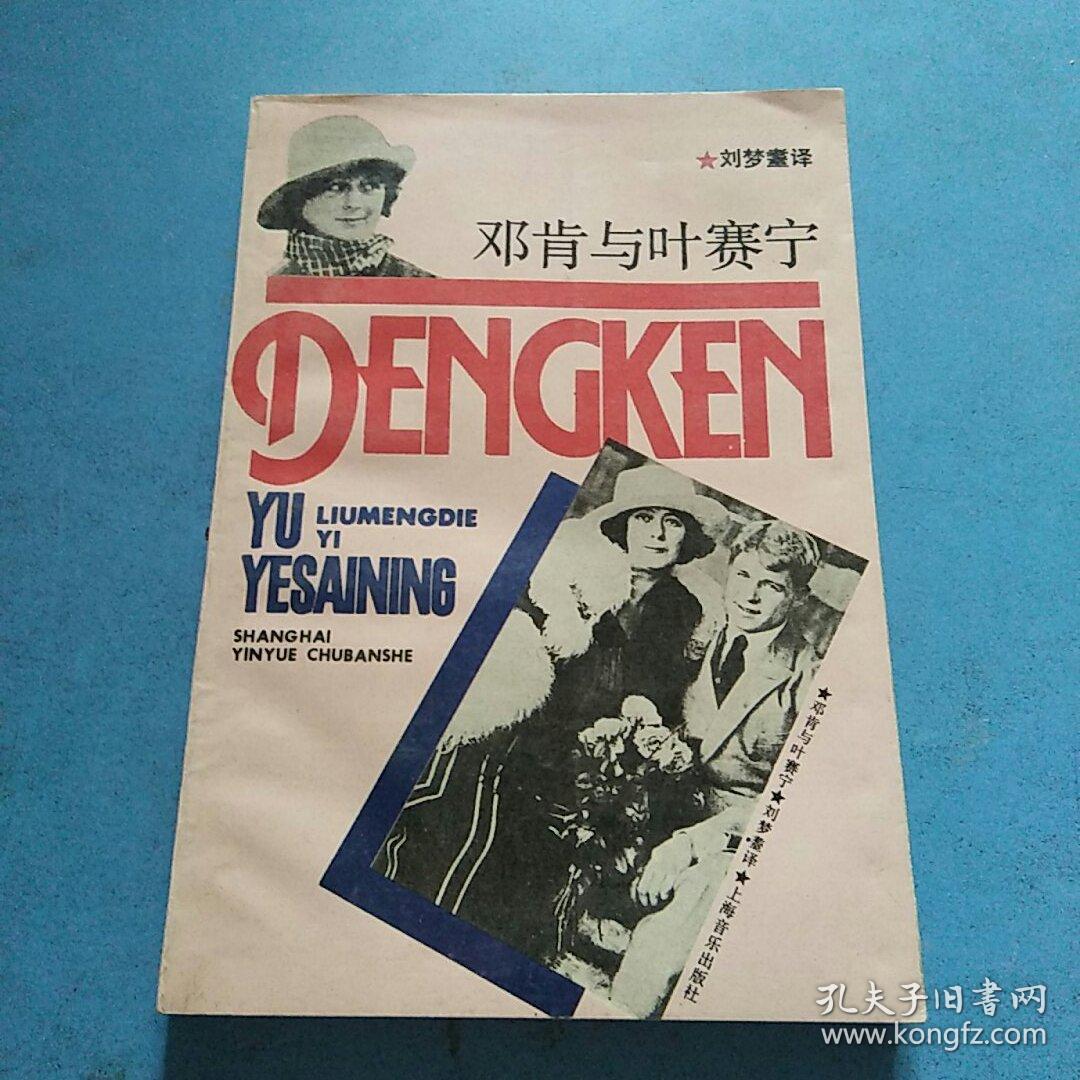 ★刘梦耋译
邓肯与叶赛宁
DENGKEN
YU
LIUMENGDIE
YI
YESAINING
SHANGHAI
YINYUE CHUBANSHE
★邓肯与叶赛宁★刘梦耋译★上海音乐出版社
孔夫子旧书网
www.kongfz.com